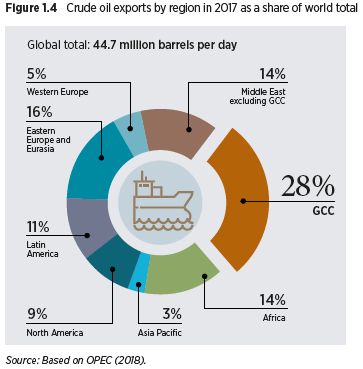 Figure 1.4 Crude oil exports by region in 2017 as a share of world total
Global total: 44.7 million barrels per day
5%
Western Europe
14%
Middle East
excluding GCC
16%
Eastern
Europe and
Eurasia
28%
GCC
11%
Latin
America
9%
North America
3%
Asia Pacific
14%
Africa
Source: Based on OPEC (2018).